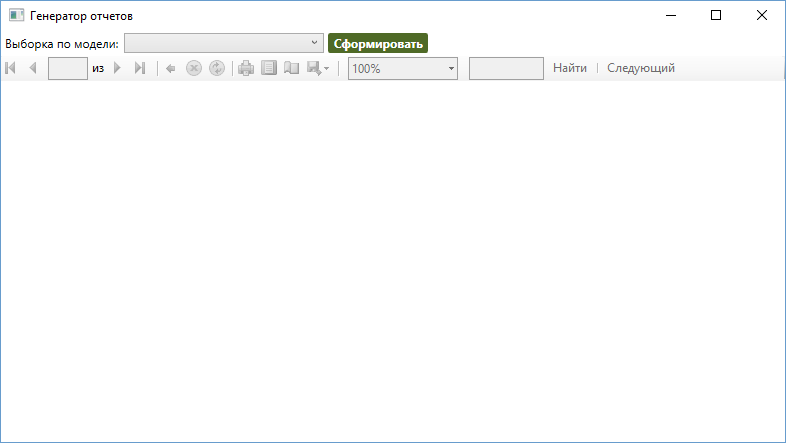 Генератор отчетов
Выборка по модели: Сформировать
из 100% Найти | Следующий